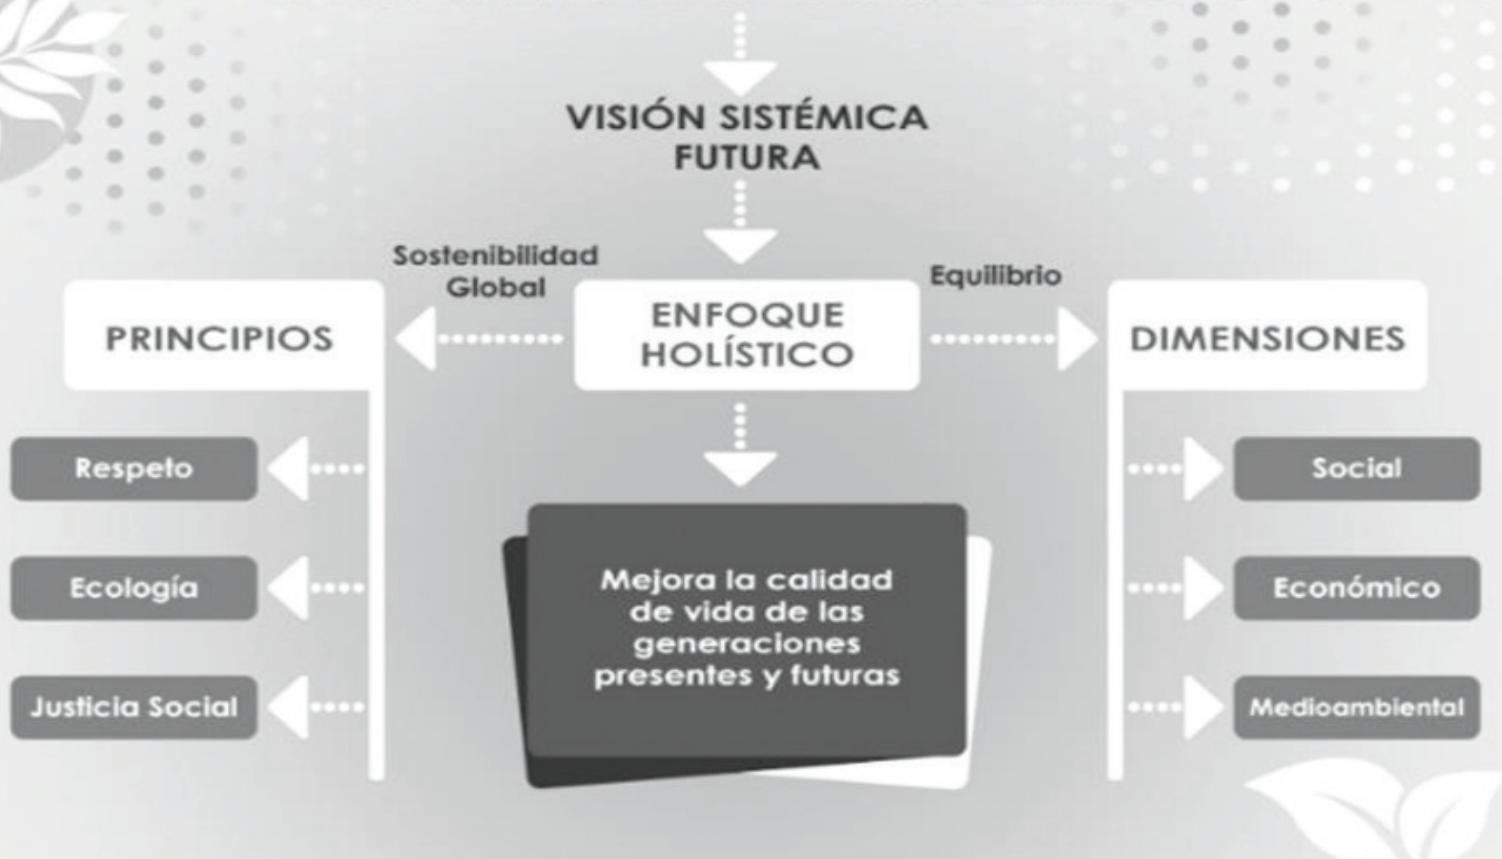 VISIÓN SISTÉMICA
FUTURA
Sostenibilidad
Global
Equilibrio
PRINCIPIOS
ENFOQUE
HOLÍSTICO
DIMENSIONES
Respeto
Ecología
Justicia Social
Mejora la calidad
de vida de las
generaciones
presentes y futuras
Social
Económico
Medioambiental